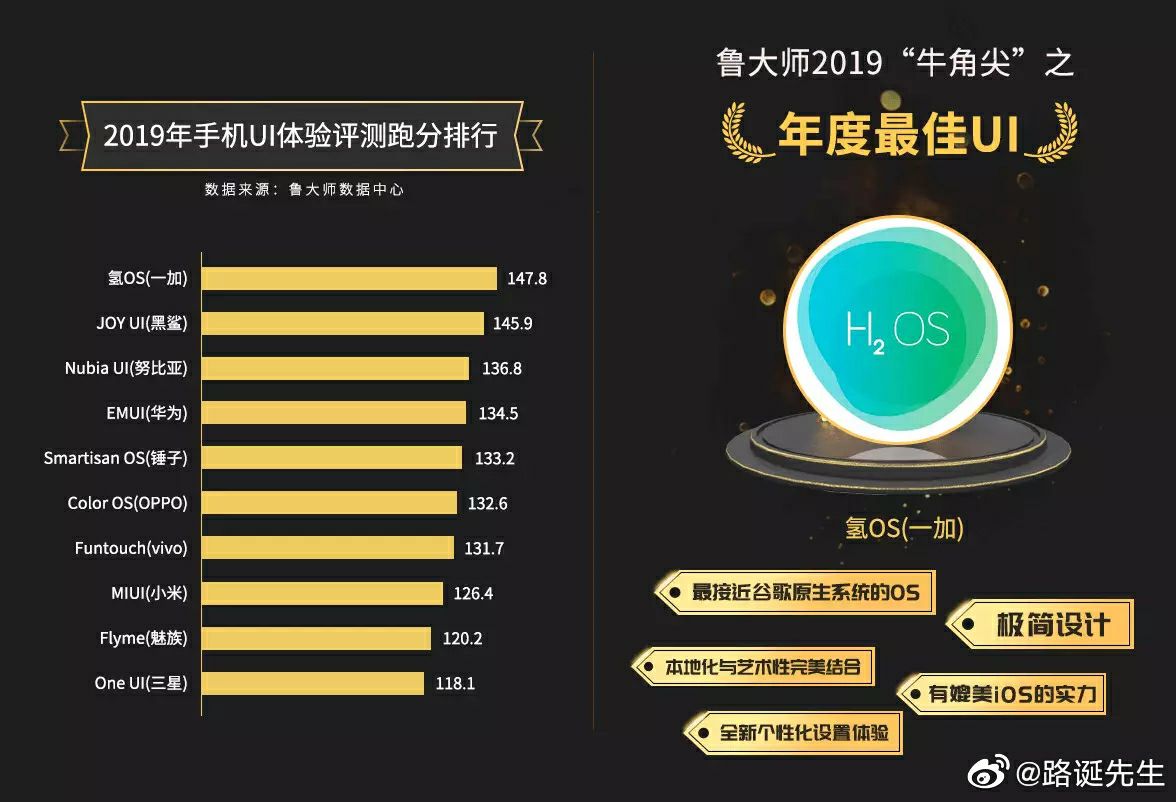 2019年手机UI体验评测跑分排行
数据来源：鲁大师数据中心
氢OS(一加) 147.8
JOY UI(黑鲨) 145.9
Nubia UI(努比亚) 136.8
EMUI(华为) 134.5
Smartisan OS(锤子) 133.2
Color OS(OPPO) 132.6
Funtouch(vivo) 131.7
MIUI(小米) 126.4
Flyme(魅族) 120.2
One UI(三星) 118.1
鲁大师2019“牛角尖”之
年度最佳UI
H₂OS
氢OS(一加)
最接近谷歌原生系统的OS
极简设计
本地化与艺术性完美结合
有媲美iOS的实力
全新个性化设置体验
@路诞先生